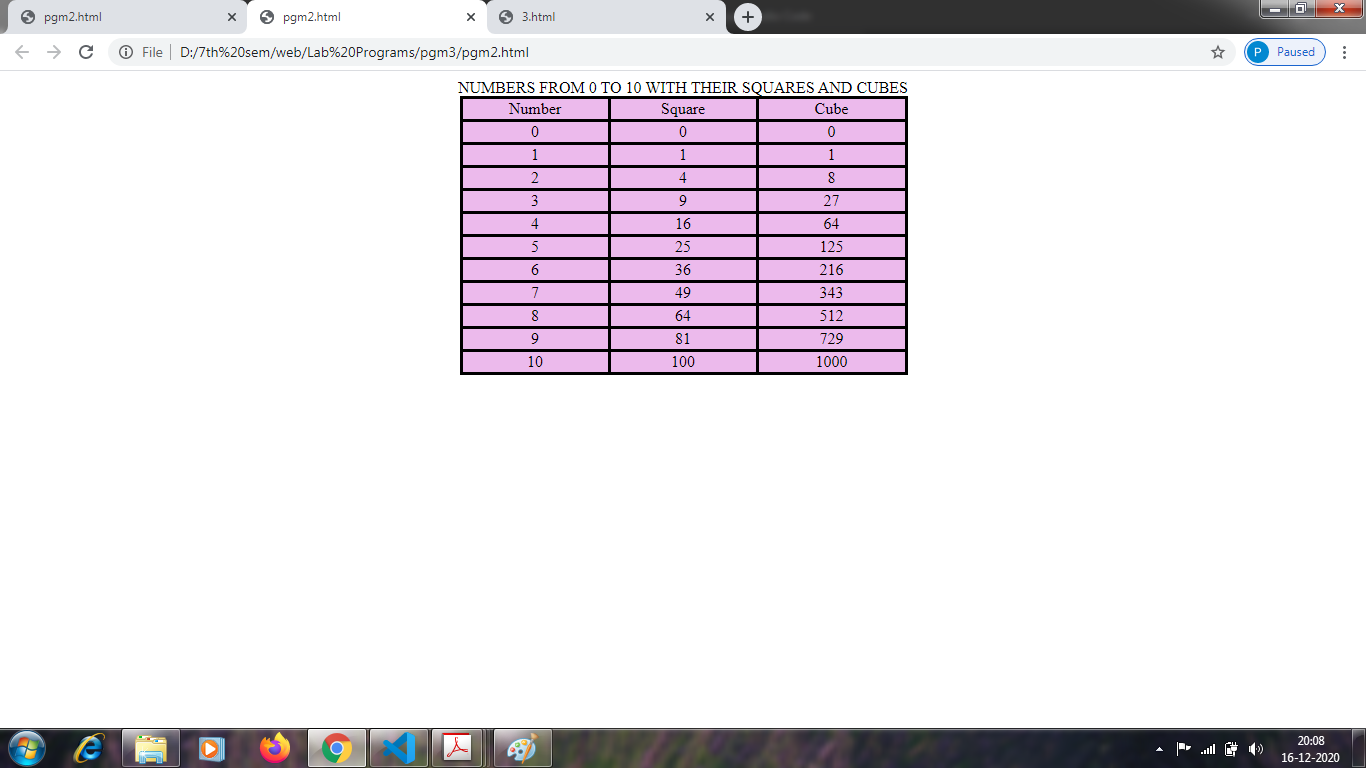 pgm2.html pgm2.html 3.html
File D:/7th%20sem/web/Lab%20Programs/pgm3/pgm2.html P Paused
NUMBERS FROM 0 TO 10 WITH THEIR SQUARES AND CUBES
Number Square Cube
0 0 0
1 1 1
2 4 8
3 9 27
4 16 64
5 25 125
6 36 216
7 49 343
8 64 512
9 81 729
10 100 1000
20:08
16-12-2020